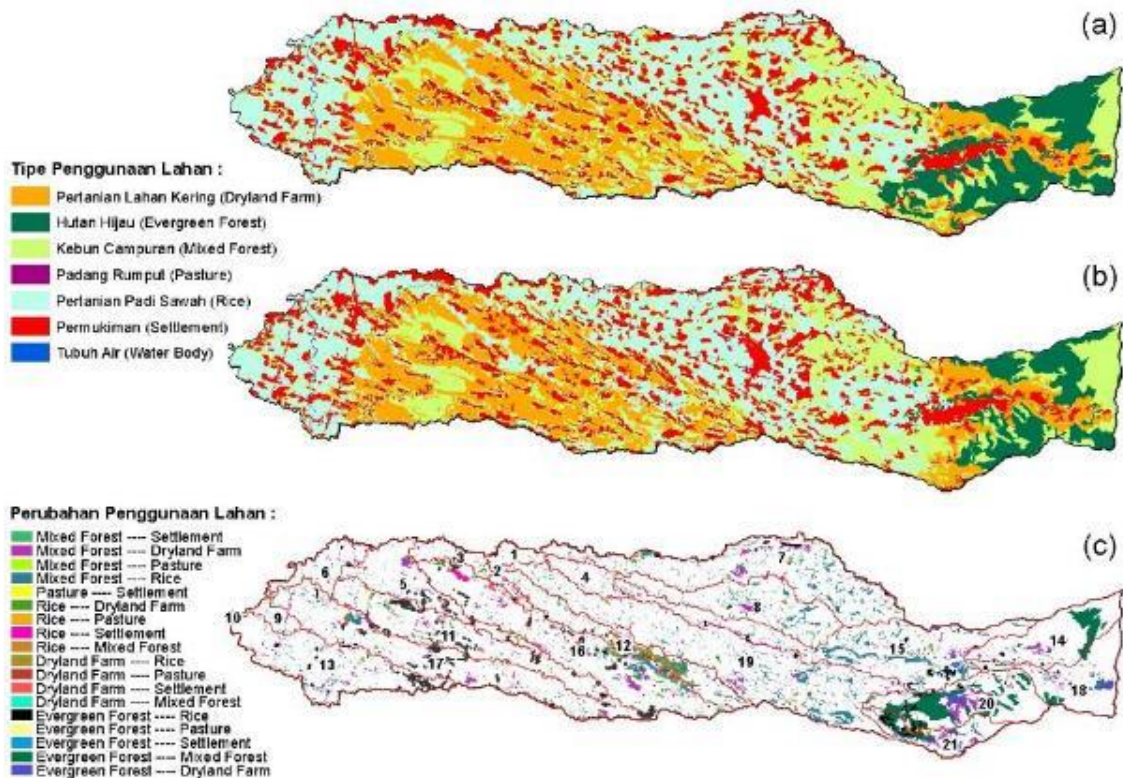 (a)
Tipe Penggunaan Lahan :
Pertanian Lahan Kering (Dryland Farm)
Hutan Hijau (Evergreen Forest)
Kebun Campuran (Mixed Forest)
Padang Rumput (Pasture)
Pertanian Padi Sawah (Rice)
Permukiman (Settlement)
Tubuh Air (Water Body)
(b)
Perubahan Penggunaan Lahan :
Mixed Forest ---- Settlement
Mixed Forest ---- Dryland Farm
Mixed Forest ---- Pasture
Mixed Forest ---- Rice
Pasture ---- Settlement
Rice ---- Dryland Farm
Rice ---- Pasture
Rice ---- Settlement
Rice ---- Mixed Forest
Dryland Farm ---- Rice
Dryland Farm ---- Pasture
Dryland Farm ---- Settlement
Dryland Farm ---- Mixed Forest
Evergreen Forest ---- Rice
Evergreen Forest ---- Pasture
Evergreen Forest ---- Settlement
Evergreen Forest ---- Mixed Forest
Evergreen Forest ---- Dryland Farm
(c)
1
2
3
4
5
6
7
8
9
10
11
12
13
14
15
16
17
18
19
20
21